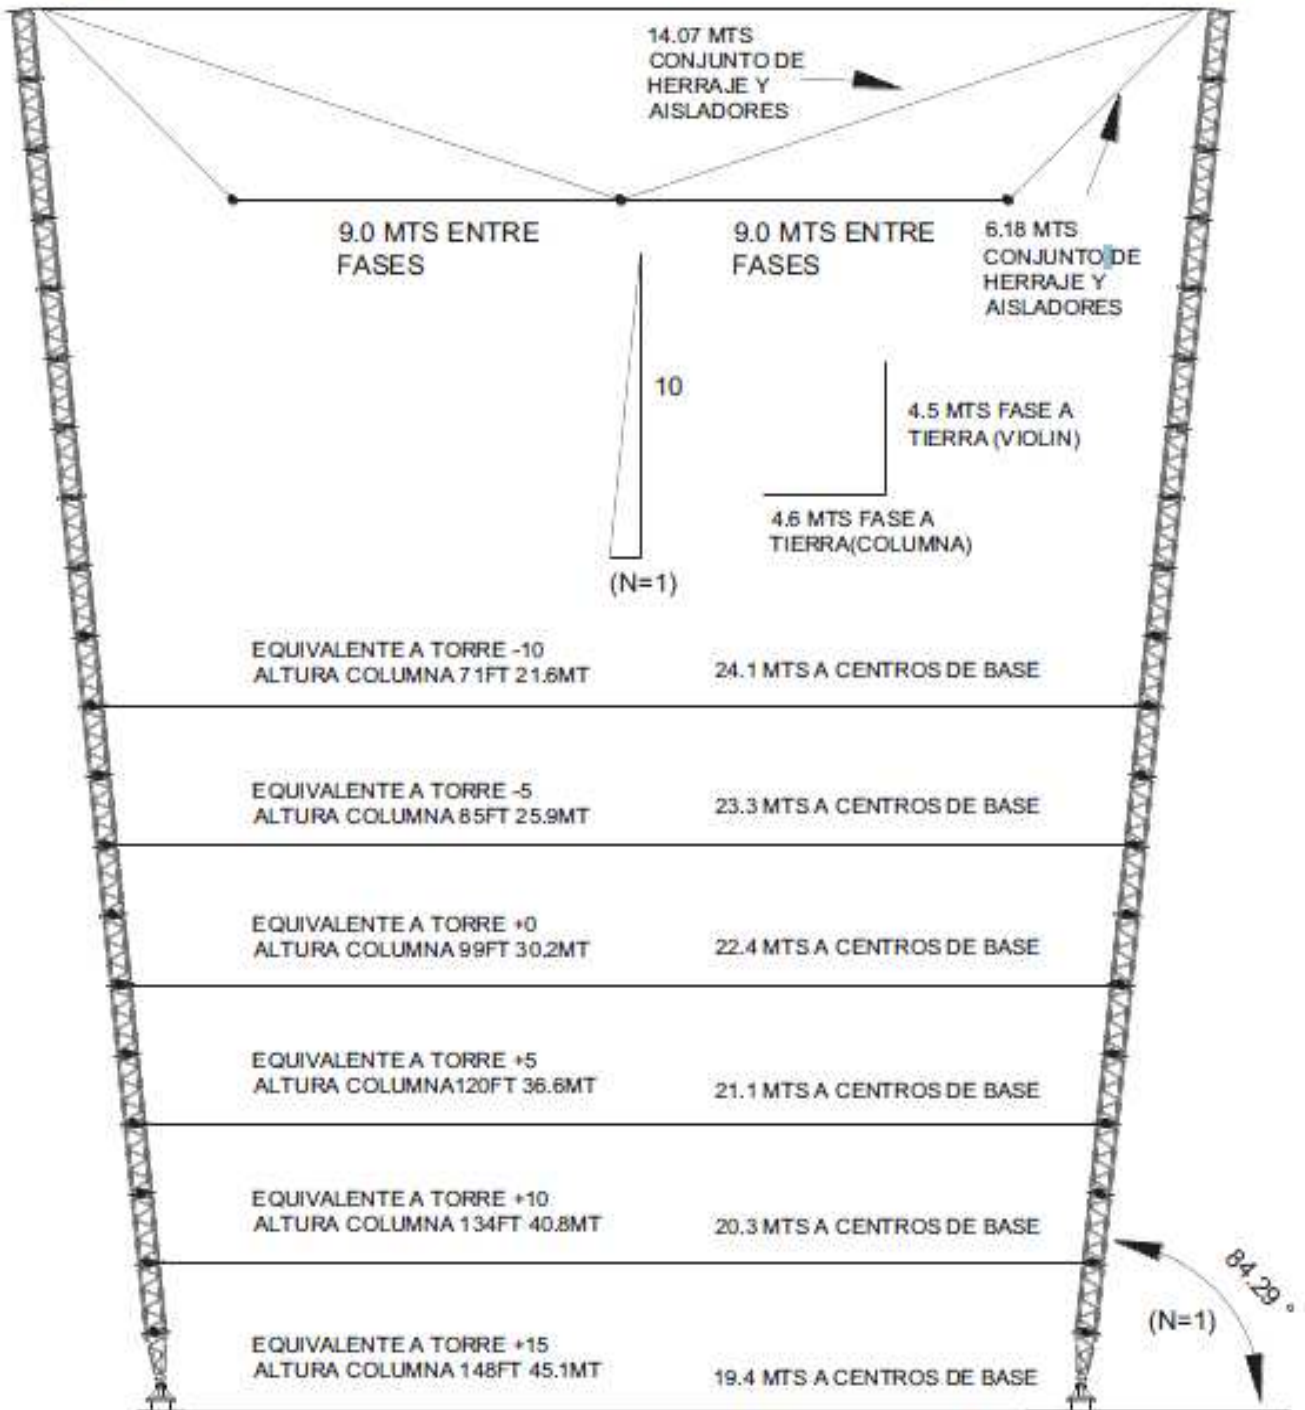 14.07 MTS
CONJUNTO DE
HERRAJE Y
AISLADORES
9.0 MTS ENTRE
FASES
9.0 MTS ENTRE
FASES
6.18 MTS
CONJUNTO DE
HERRAJE Y
AISLADORES
10
(N=1)
4.5 MTS FASE A
TIERRA (VIOLIN)
4.6 MTS FASE A
TIERRA(COLUMNA)
EQUIVALENTE A TORRE -10
ALTURA COLUMNA 71FT 21.6MT
24.1 MTS A CENTROS DE BASE
EQUIVALENTE A TORRE -5
ALTURA COLUMNA 85FT 25.9MT
23.3 MTS A CENTROS DE BASE
EQUIVALENTE A TORRE +0
ALTURA COLUMNA 99FT 30.2MT
22.4 MTS A CENTROS DE BASE
EQUIVALENTE A TORRE +5
ALTURA COLUMNA120FT 36.6MT
21.1 MTS A CENTROS DE BASE
EQUIVALENTE A TORRE +10
ALTURA COLUMNA 134FT 40.8MT
20.3 MTS A CENTROS DE BASE
84.29 °
(N=1)
EQUIVALENTE A TORRE +15
ALTURA COLUMNA 148FT 45.1MT
19.4 MTS A CENTROS DE BASE